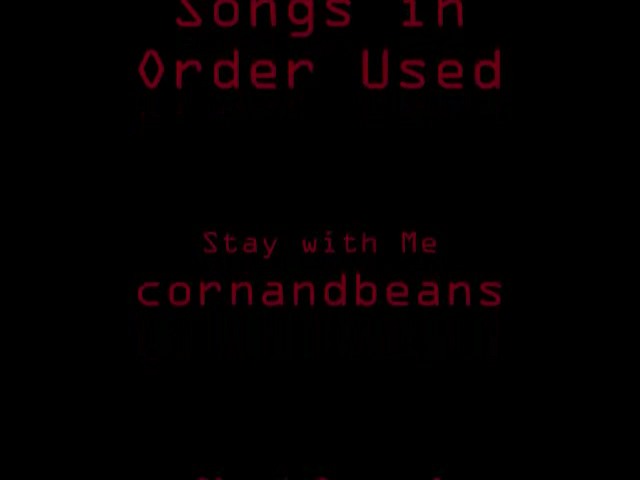 Songs in
Order Used
Stay with Me
cornandbeans